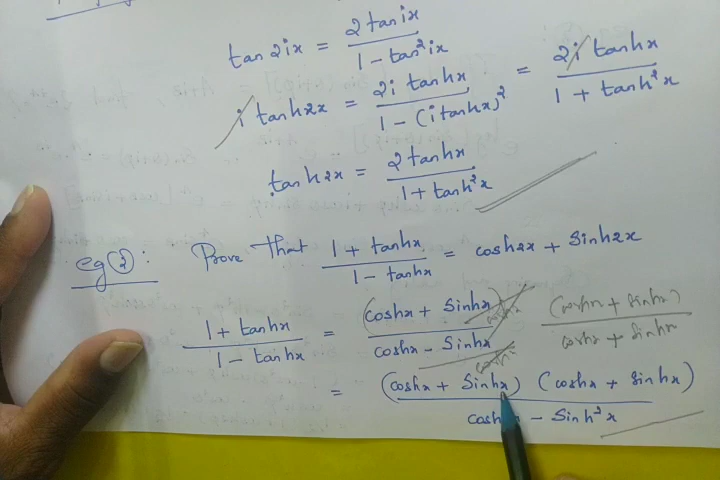 tan 2ix = 2 tan ix / 1 - tan²ix
i tanh2x = 2i tanhx / 1 - (i tanhx)² = 2i tanhx / 1 + tanh²x
tanh2x = 2 tanhx / 1 + tanh²x
eg ②: Prove that 1 + tanhx / 1 - tanhx = cosh2x + Sinh2x
1 + tanhx / 1 - tanhx = (coshx + Sinhx) / coshx - Sinhx (coshx + Sinhx) / coshx + Sinhx
= (coshx + Sinhx) (coshx + Sinhx) / cosh - Sinh²x